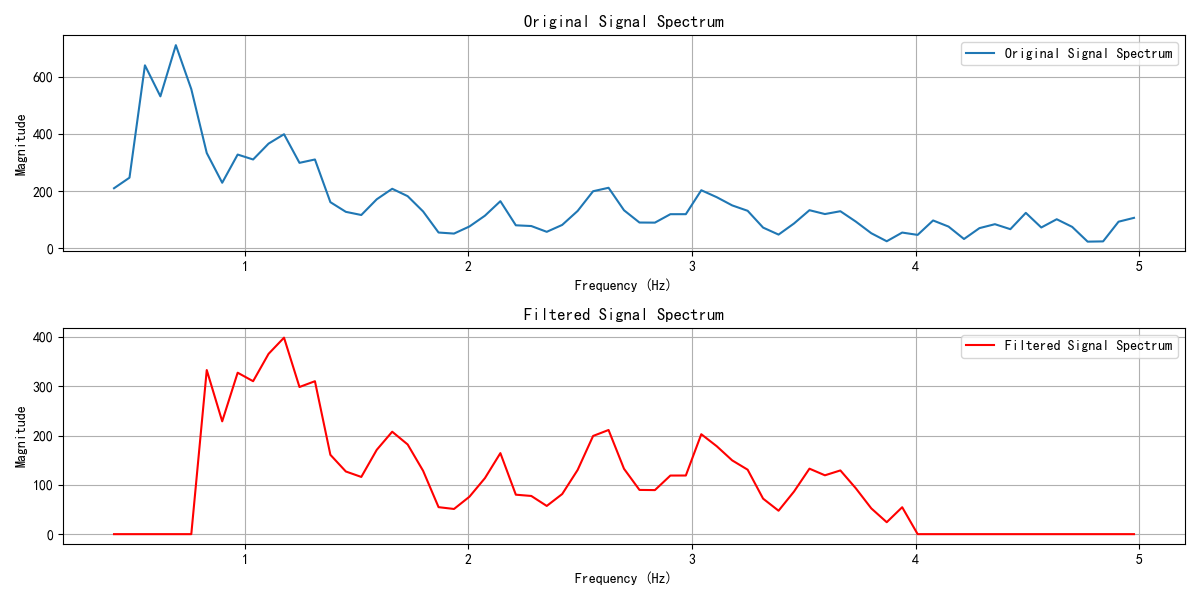 Original Signal Spectrum
Original Signal Spectrum
Magnitude
600
400
200
0
1 2 3 4 5
Frequency (Hz)
Filtered Signal Spectrum
Filtered Signal Spectrum
Magnitude
400
300
200
100
0
1 2 3 4 5
Frequency (Hz)